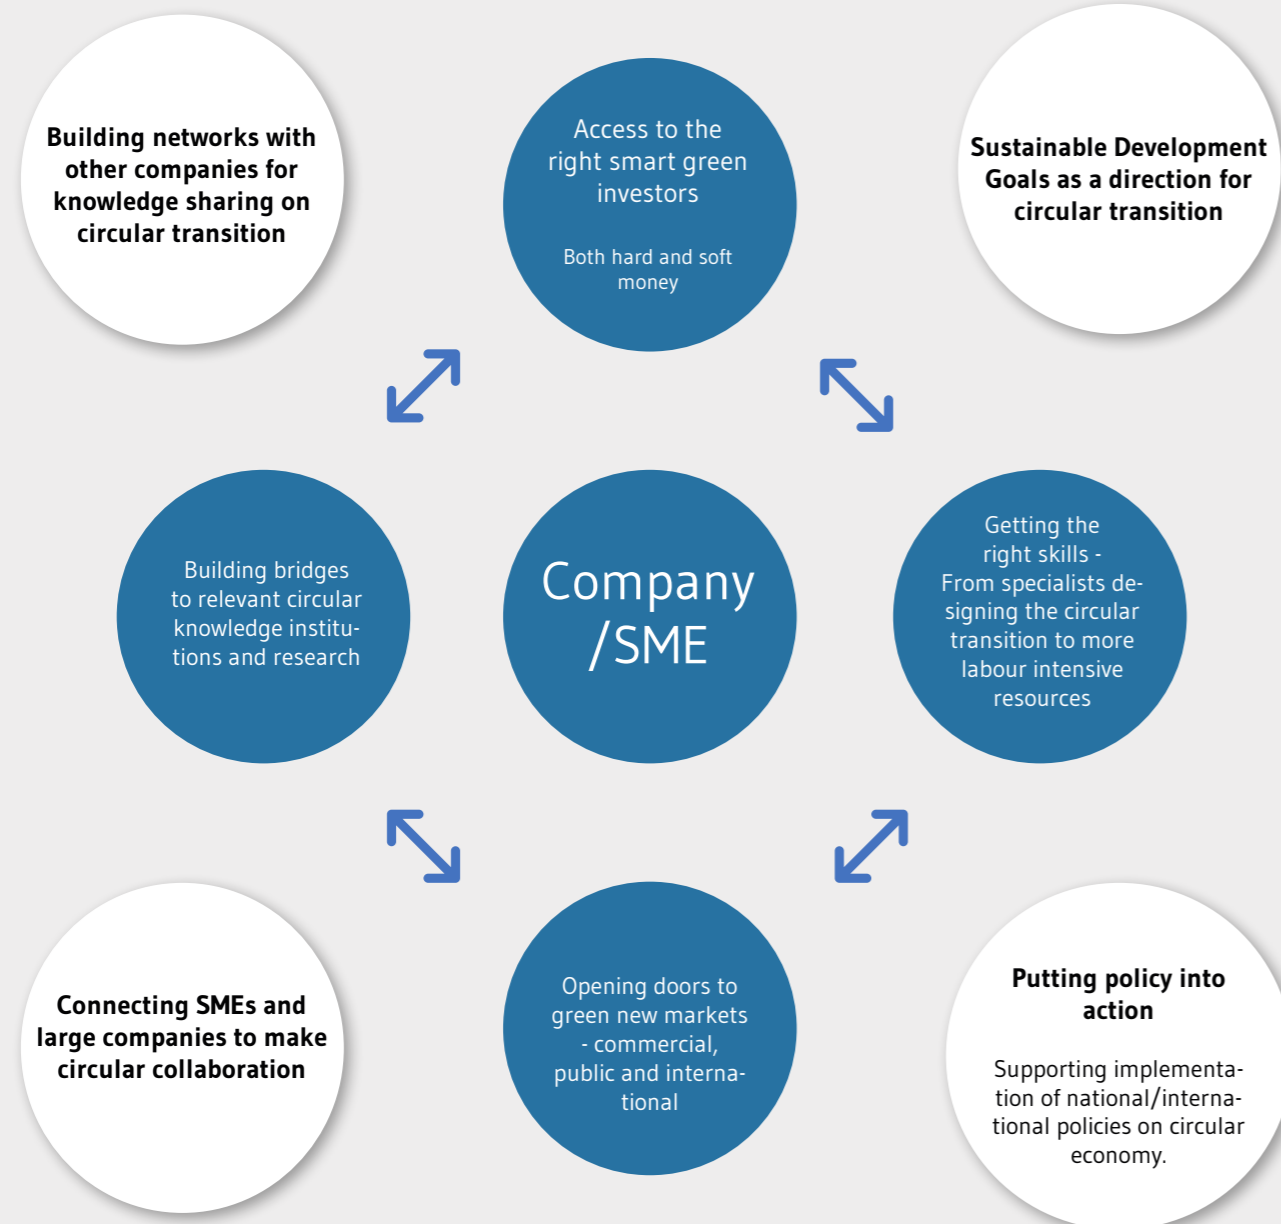 Building networks with
other companies for
knowledge sharing on
circular transition
Access to the
right smart green
investors
Both hard and soft
money
Sustainable Development
Goals as a direction for
circular transition
Building bridges
to relevant circular
knowledge institu-
tions and research
Company
/SME
Getting the
right skills -
From specialists de-
signing the circular
transition to more
labour intensive
resources
Connecting SMEs and
large companies to make
circular collaboration
Opening doors to
green new markets
- commercial,
public and interna-
tional
Putting policy into
action
Supporting implementa-
tion of national/interna-
tional policies on circular
economy.